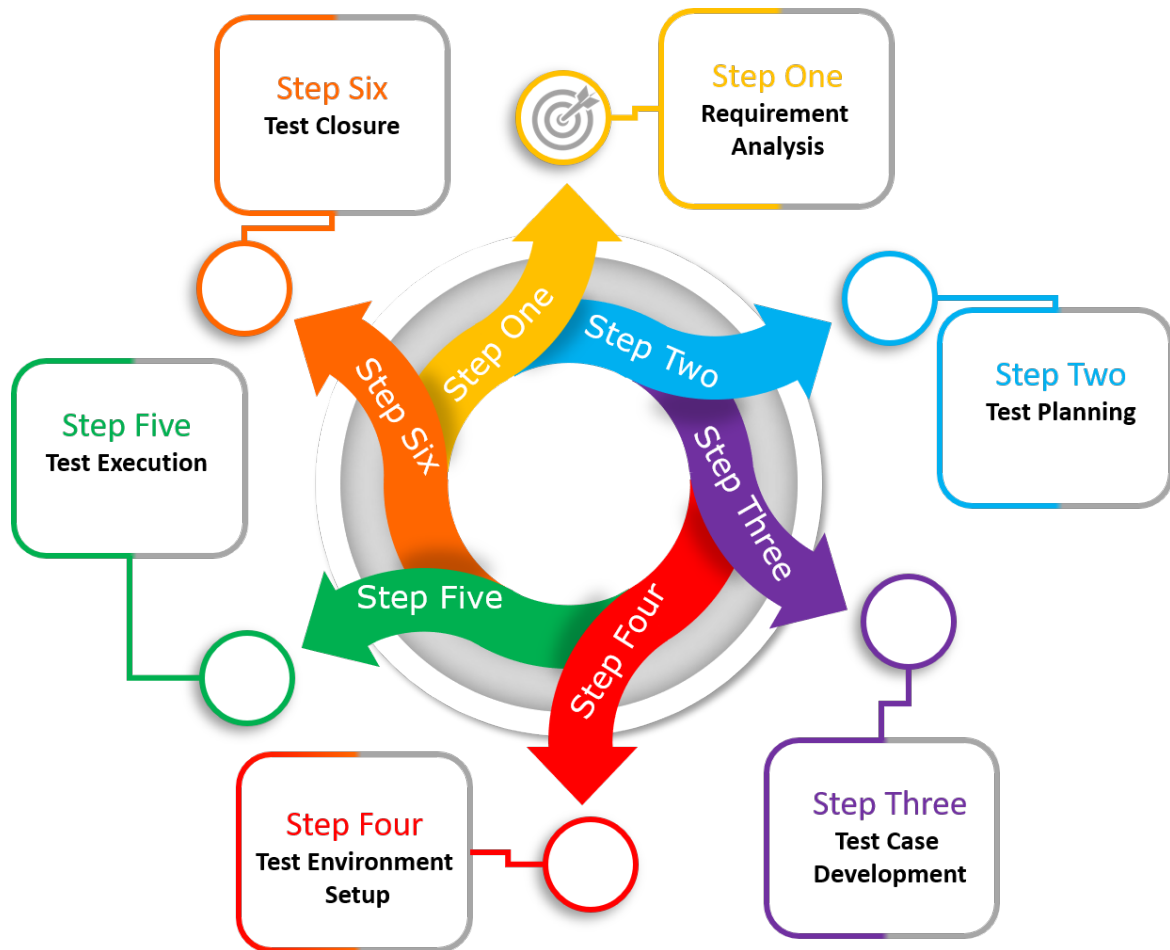 Step One
Requirement
Analysis
Step Two
Test Planning
Step Three
Test Case
Development
Step Four
Test Environment
Setup
Step Five
Test Execution
Step Six
Test Closure
Step One
Step Two
Step Three
Step Four
Step Five
Step Six